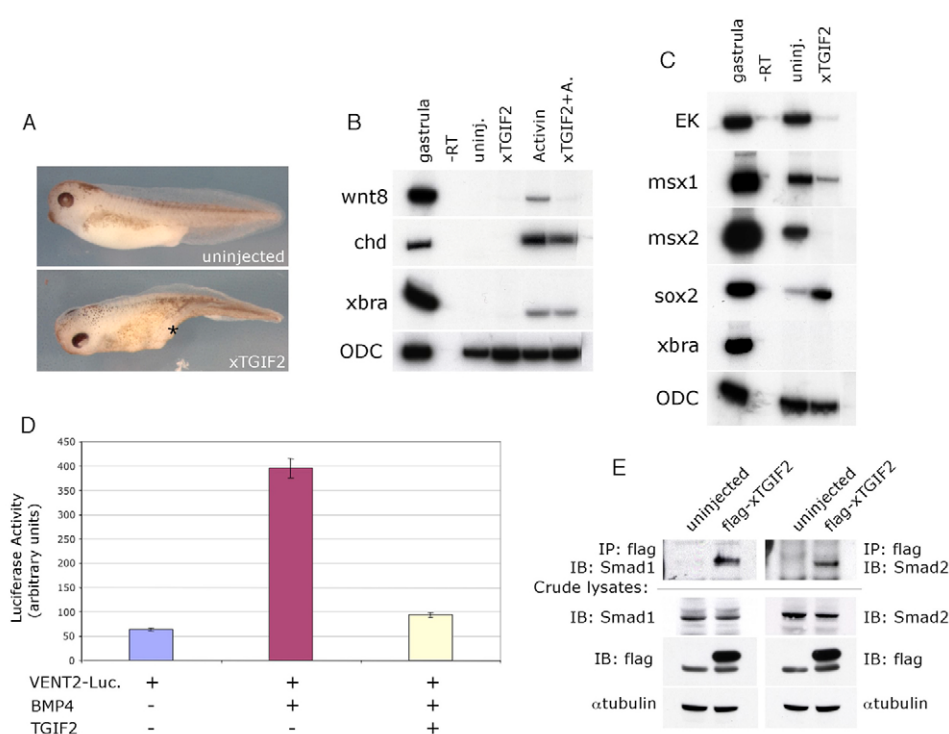 A
uninjected
*
xTGIF2
B
gastrula
-RT
uninj.
xTGIF2
Activin
xTGIF2+A.
wnt8
chd
xbra
ODC
C
gastrula
-RT
uninj.
xTGIF2
EK
msx1
msx2
sox2
xbra
ODC
D
Luciferase Activity
(arbitrary units)
450
400
350
300
250
200
150
100
50
0
VENT2-Luc. + + +
BMP4 - + +
TGIF2 - - +
E
uninjected
flag-xTGIF2
uninjected
flag-xTGIF2
IP: flag
IB: Smad1
IP: flag
IB: Smad2
Crude lysates:
IB: Smad1
IB: Smad2
IB: flag
IB: flag
αtubulin
αtubulin